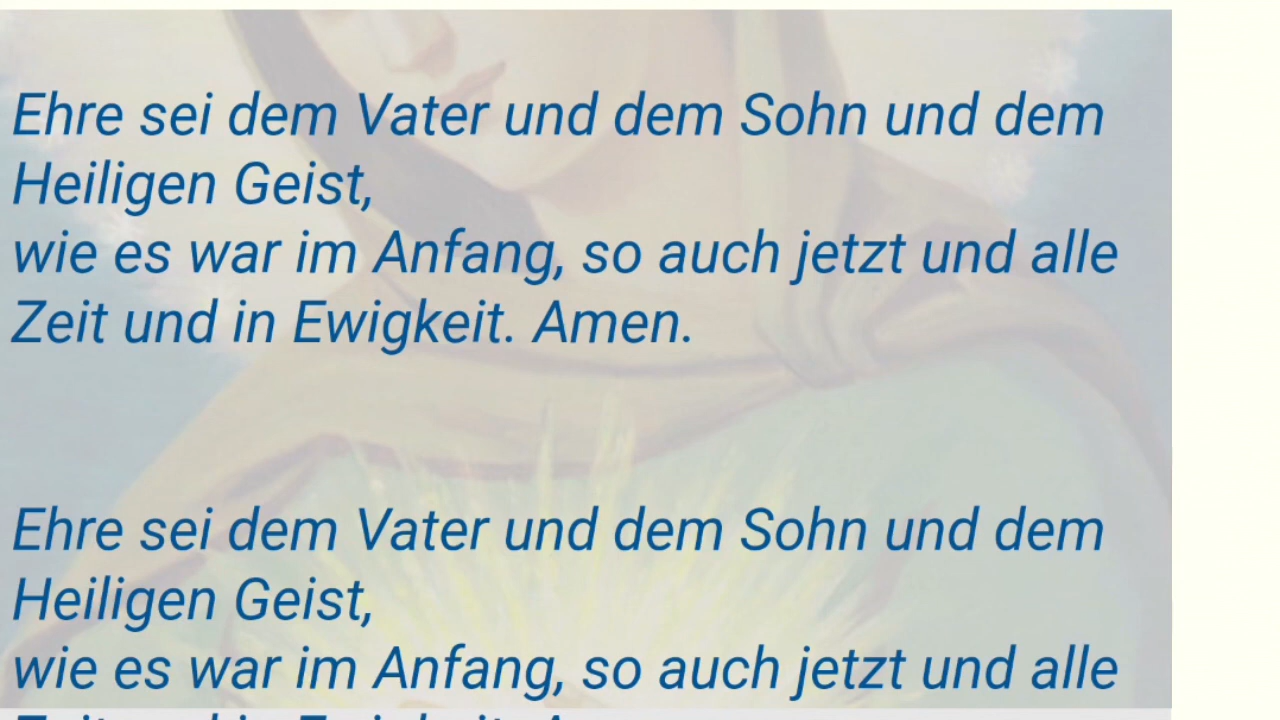 Ehre sei dem Vater und dem Sohn und dem
Heiligen Geist,
wie es war im Anfang, so auch jetzt und alle
Zeit und in Ewigkeit. Amen.
Ehre sei dem Vater und dem Sohn und dem
Heiligen Geist,
wie es war im Anfang, so auch jetzt und alle